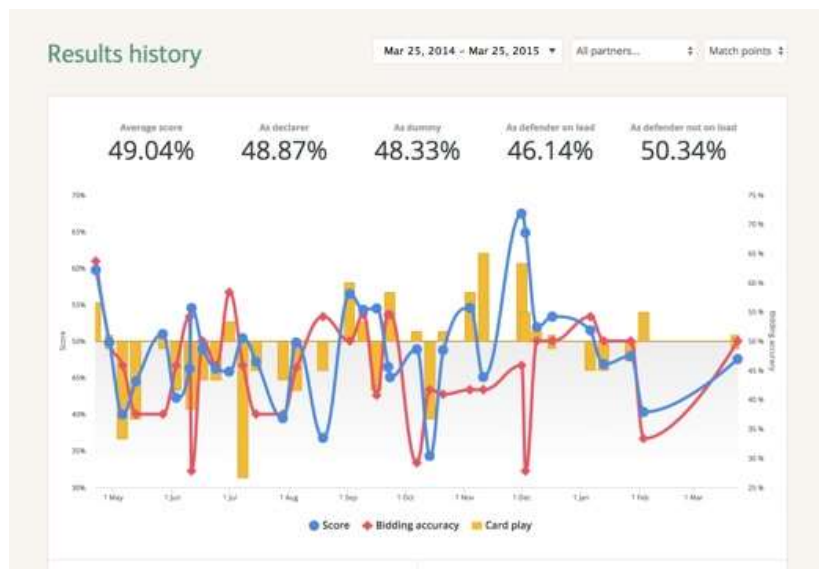 Results history
Mar 25, 2014 - Mar 25, 2015
All partners...
Match points
Average score
As declarer
As dummy
As defender on lead
As defender not on lead
49.04%
48.87%
48.33%
46.14%
50.34%
70%
65%
60%
55%
50%
45%
40%
35%
30%
Score
75%
70%
65%
60%
55%
50%
45%
40%
35%
30%
25%
Bidding accuracy
1 May
1 Jun
1 Jul
1 Aug
1 Sep
1 Oct
1 Nov
1 Dec
1 Jan
1 Feb
1 Mar
Score
Bidding accuracy
Card play